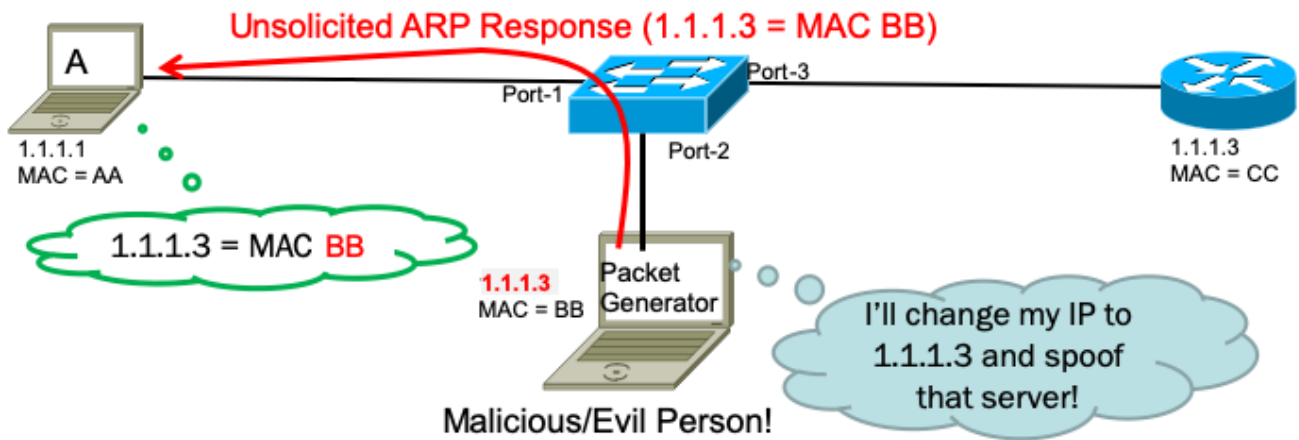 Unsolicited ARP Response (1.1.1.3 = MAC BB)
A
Port-1
Port-3
Port-2
1.1.1.1
MAC = AA
1.1.1.3
MAC = CC
1.1.1.3 = MAC BB
1.1.1.3
MAC = BB
Packet
Generator
I'll change my IP to
1.1.1.3 and spoof
that server!
Malicious/Evil Person!